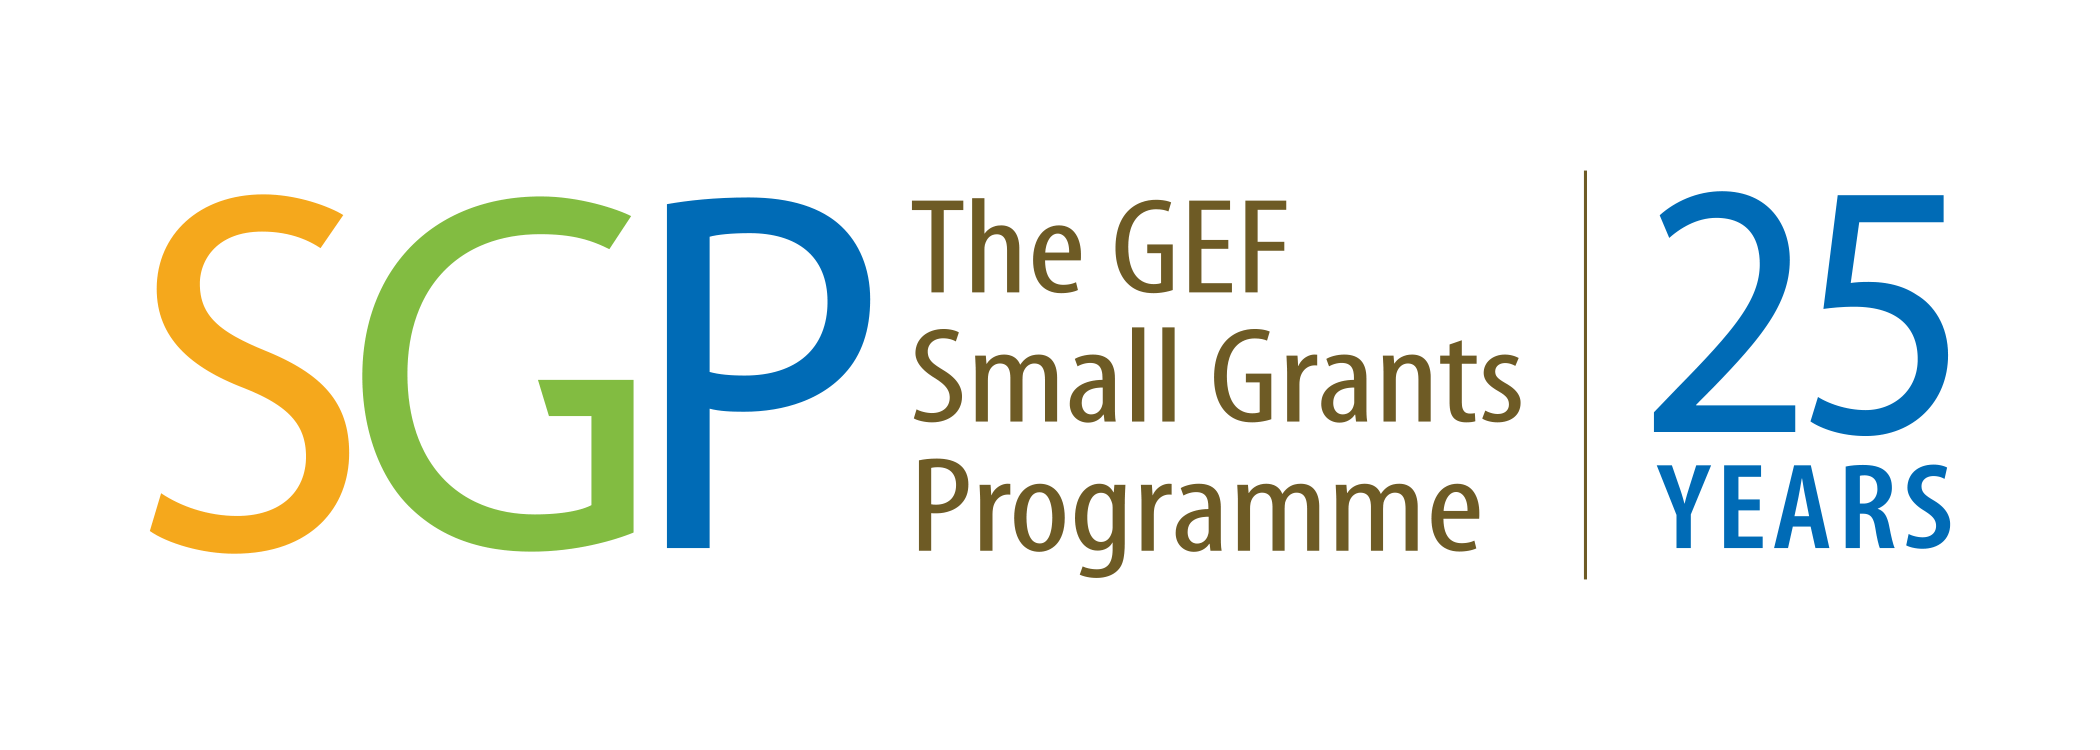 SGP
The GEF
Small Grants
Programme
25
YEARS